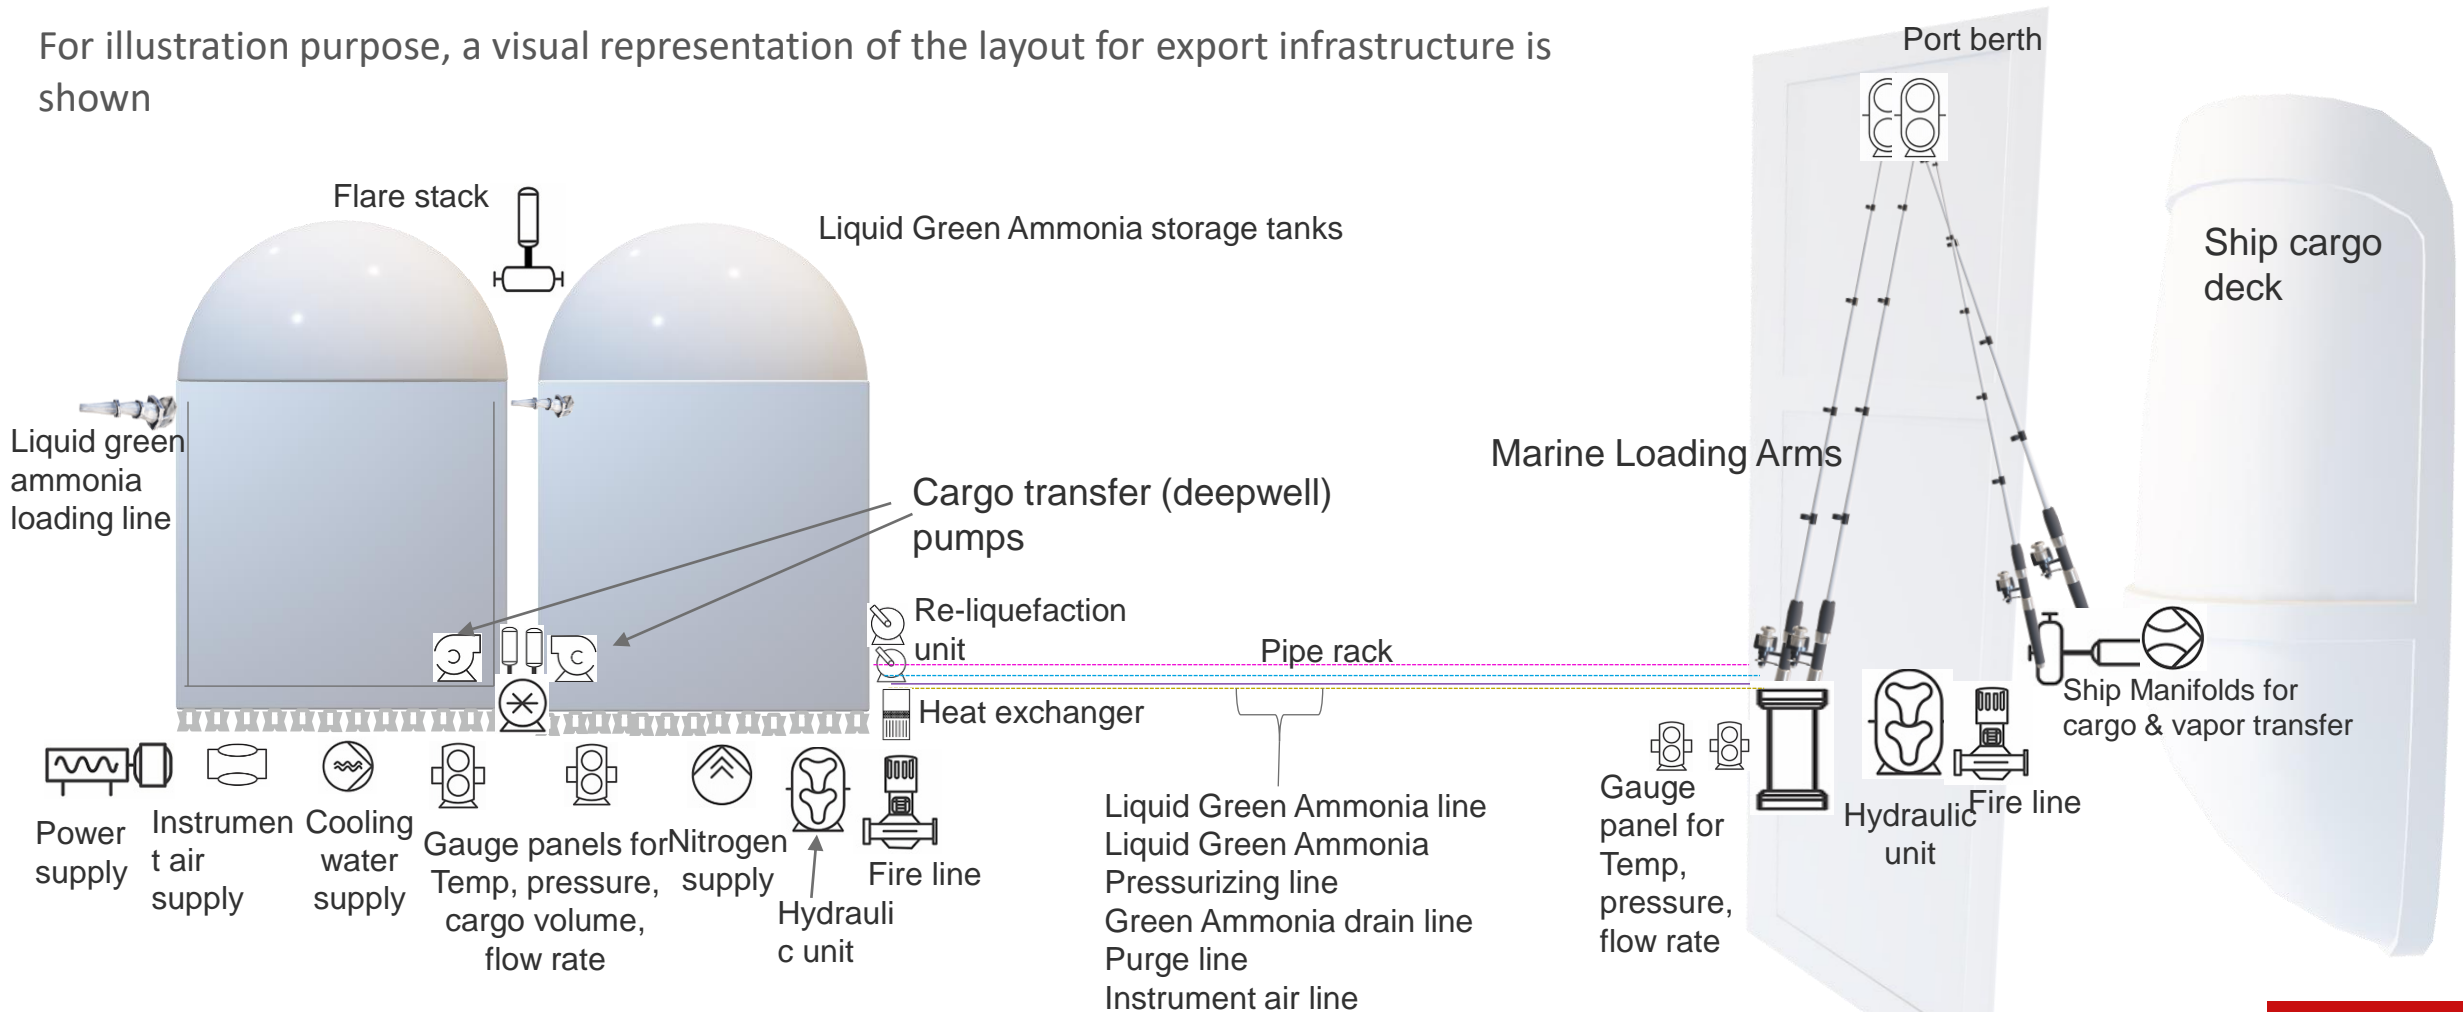 For illustration purpose, a visual representation of the layout for export infrastructure is
shown
Port berth
Flare stack
Liquid Green Ammonia storage tanks
Ship cargo
deck
Liquid green
ammonia
loading line
Marine Loading Arms
Cargo transfer (deepwell)
pumps
Re-liquefaction
unit
Pipe rack
Heat exchanger
Ship Manifolds for
cargo & vapor transfer
Power
supply
Instrumen
t air
supply
Cooling
water
supply
Gauge panels for
Temp, pressure,
cargo volume,
flow rate
Nitrogen
supply
Hydrauli
c unit
Fire line
Liquid Green Ammonia line
Liquid Green Ammonia
Pressurizing line
Green Ammonia drain line
Purge line
Instrument air line
Gauge
panel for
Temp,
pressure,
flow rate
Hydraulic
unit
Fire line